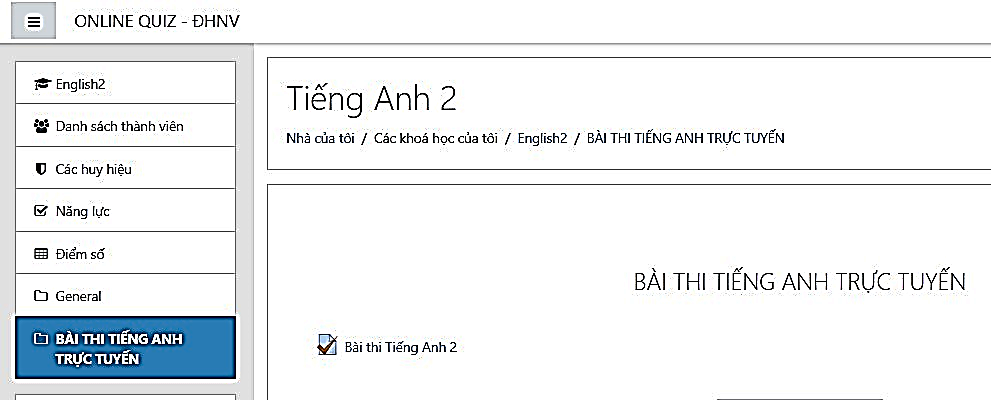 ONLINE QUIZ - ĐHNV
English2
Danh sách thành viên
Các huy hiệu
Năng lực
Điểm số
General
BÀI THI TIẾNG ANH
TRỰC TUYẾN
Tiếng Anh 2
Nhà của tôi / Các khoá học của tôi / English2 / BÀI THI TIẾNG ANH TRỰC TUYẾN
BÀI THI TIẾNG ANH TRỰC TUYẾN
Bài thi Tiếng Anh 2